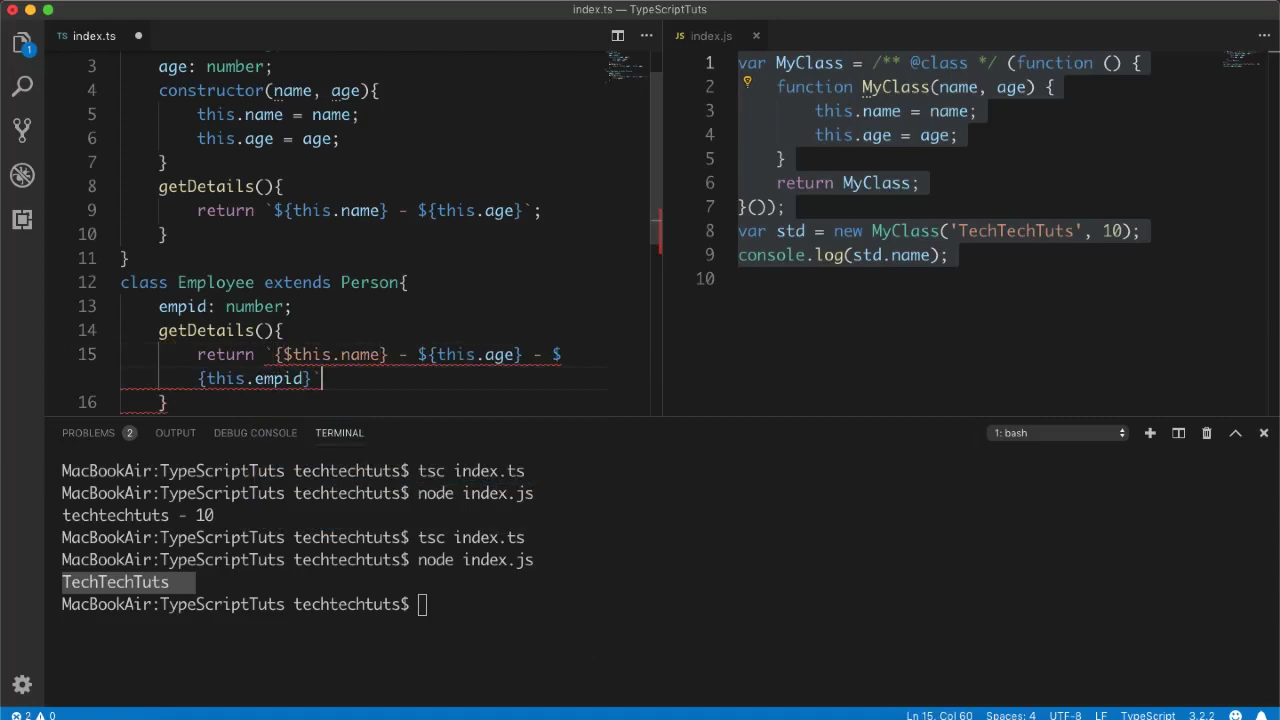 index.ts — TypeScriptTuts
TS index.ts
JS index.js
3 age: number;
4 constructor(name, age){
5 this.name = name;
6 this.age = age;
7 }
8 getDetails(){
9 return `${this.name} - ${this.age}`;
10 }
11 }
12 class Employee extends Person{
13 empid: number;
14 getDetails(){
15 return `{$this.name} - ${this.age} - $
{this.empid}`
16 }
1 var MyClass = /** @class */ (function () {
2 function MyClass(name, age) {
3 this.name = name;
4 this.age = age;
5 }
6 return MyClass;
7 }());
8 var std = new MyClass('TechTechTuts', 10);
9 console.log(std.name);
10
1
PROBLEMS 2 OUTPUT DEBUG CONSOLE TERMINAL 1: bash
MacBookAir:TypeScriptTuts techtechtuts$ tsc index.ts
MacBookAir:TypeScriptTuts techtechtuts$ node index.js
techtechtuts - 10
MacBookAir:TypeScriptTuts techtechtuts$ tsc index.ts
MacBookAir:TypeScriptTuts techtechtuts$ node index.js
TechTechTuts
MacBookAir:TypeScriptTuts techtechtuts$
2 0 Ln 15, Col 60 Spaces: 4 UTF-8 LF TypeScript 3.2.2